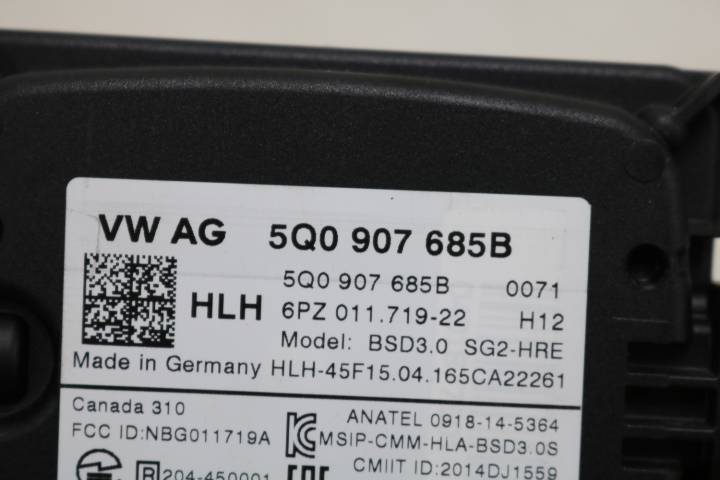 VW AG 5Q0 907 685B
5Q0 907 685B 0071
HLH 6PZ 011.719-22 H12
Model: BSD3.0 SG2-HRE
Made in Germany HLH-45F15.04.165CA22261
Canada 310 ANATEL 0918-14-5364
FCC ID:NBG011719A MSIP-CMM-HLA-BSD3.0S
R 204-450001 CMIIT ID:2014DJ1559